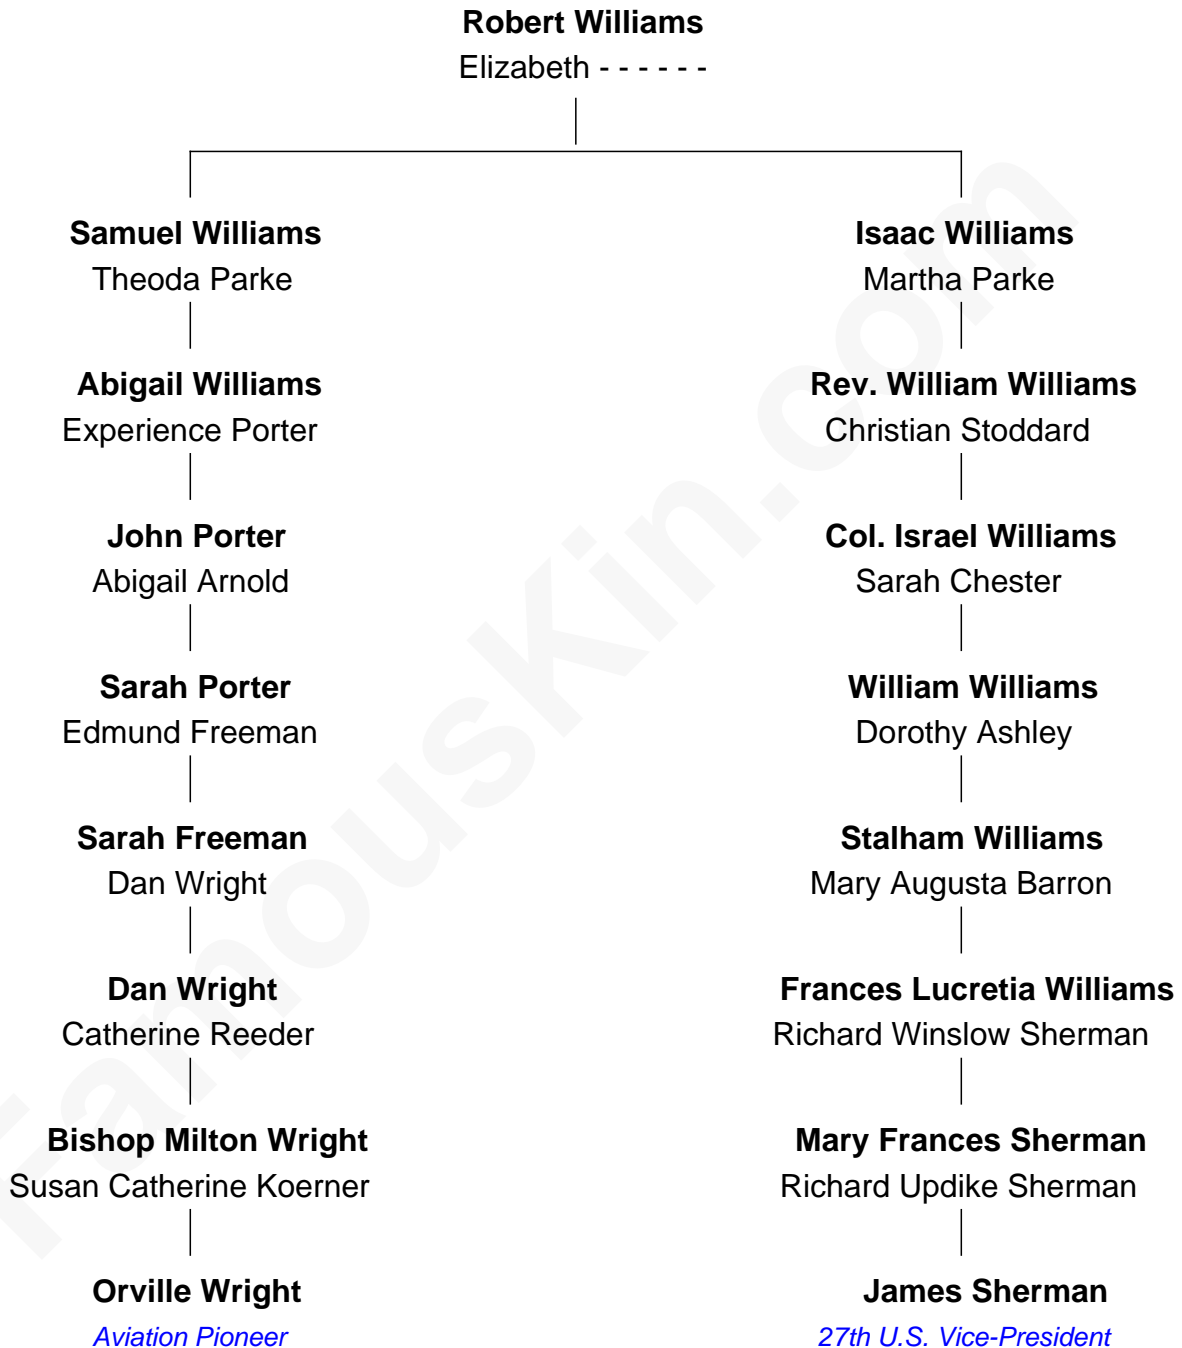 Robert Williams
Elizabeth - - - - - -
Samuel Williams
Theoda Parke
Isaac Williams
Martha Parke
Abigail Williams
Experience Porter
Rev. William Williams
Christian Stoddard
John Porter
Abigail Arnold
Col. Israel Williams
Sarah Chester
Sarah Porter
Edmund Freeman
William Williams
Dorothy Ashley
Sarah Freeman
Dan Wright
Stalham Williams
Mary Augusta Barron
Dan Wright
Catherine Reeder
Frances Lucretia Williams
Richard Winslow Sherman
Bishop Milton Wright
Susan Catherine Koerner
Mary Frances Sherman
Richard Updike Sherman
Orville Wright
Aviation Pioneer
James Sherman
27th U.S. Vice-President
FamousKin.com